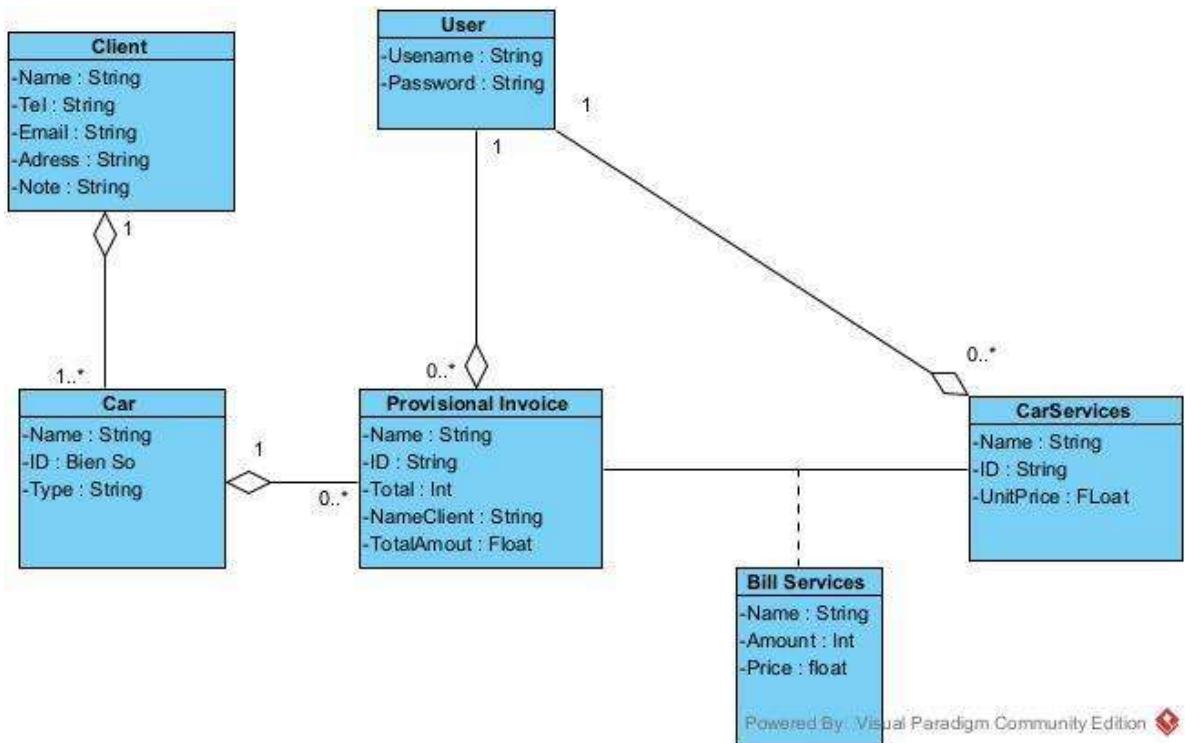 Client
-Name : String
-Tel : String
-Email : String
-Adress : String
-Note : String
1
1..*
User
-Usename : String
-Password : String
1
1
0..*
0..*
Car
-Name : String
-ID : Bien So
-Type : String
1
0..*
Provisional Invoice
-Name : String
-ID : String
-Total : Int
-NameClient : String
-TotalAmout : Float
CarServices
-Name : String
-ID : String
-UnitPrice : FLoat
Bill Services
-Name : String
-Amount : Int
-Price : float
Powered By: Visual Paradigm Community Edition